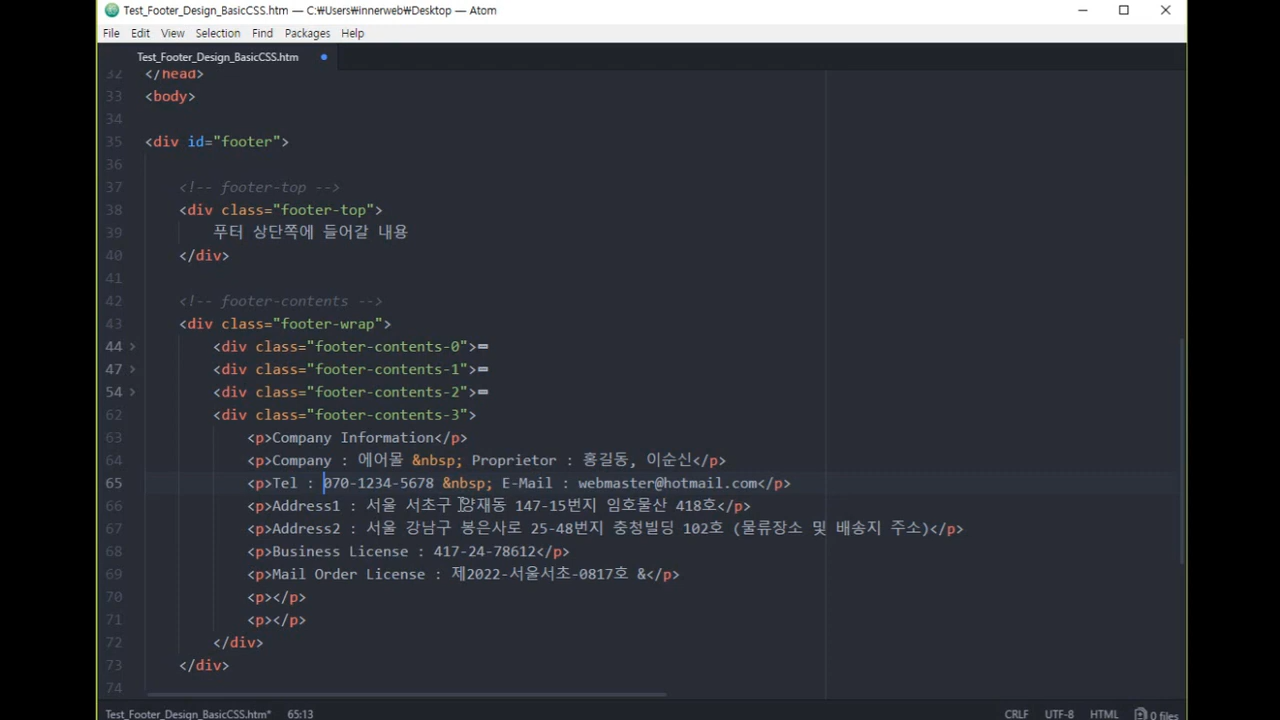 Test_Footer_Design_BasicCSS.htm — C:₩Users₩innerweb₩Desktop — Atom
File Edit View Selection Find Packages Help
Test_Footer_Design_BasicCSS.htm
32 </head>
33 <body>
34
35 <div id="footer">
36
37 <!-- footer-top -->
38 <div class="footer-top">
39 푸터 상단쪽에 들어갈 내용
40 </div>
41
42 <!-- footer-contents -->
43 <div class="footer-wrap">
44 <div class="footer-contents-0">
47 <div class="footer-contents-1">
54 <div class="footer-contents-2">
62 <div class="footer-contents-3">
63 <p>Company Information</p>
64 <p>Company : 에어몰 &nbsp; Proprietor : 홍길동, 이순신</p>
65 <p>Tel : 070-1234-5678 &nbsp; E-Mail : webmaster@hotmail.com</p>
66 <p>Address1 : 서울 서초구 양재동 147-15번지 임호물산 418호</p>
67 <p>Address2 : 서울 강남구 봉은사로 25-48번지 충청빌딩 102호 (물류장소 및 배송지 주소)</p>
68 <p>Business License : 417-24-78612</p>
69 <p>Mail Order License : 제2022-서울서초-0817호 &</p>
70 <p></p>
71 <p></p>
72 </div>
73 </div>
74
Test_Footer_Design_BasicCSS.htm* 65:13 CRLF UTF-8 HTML 0 files